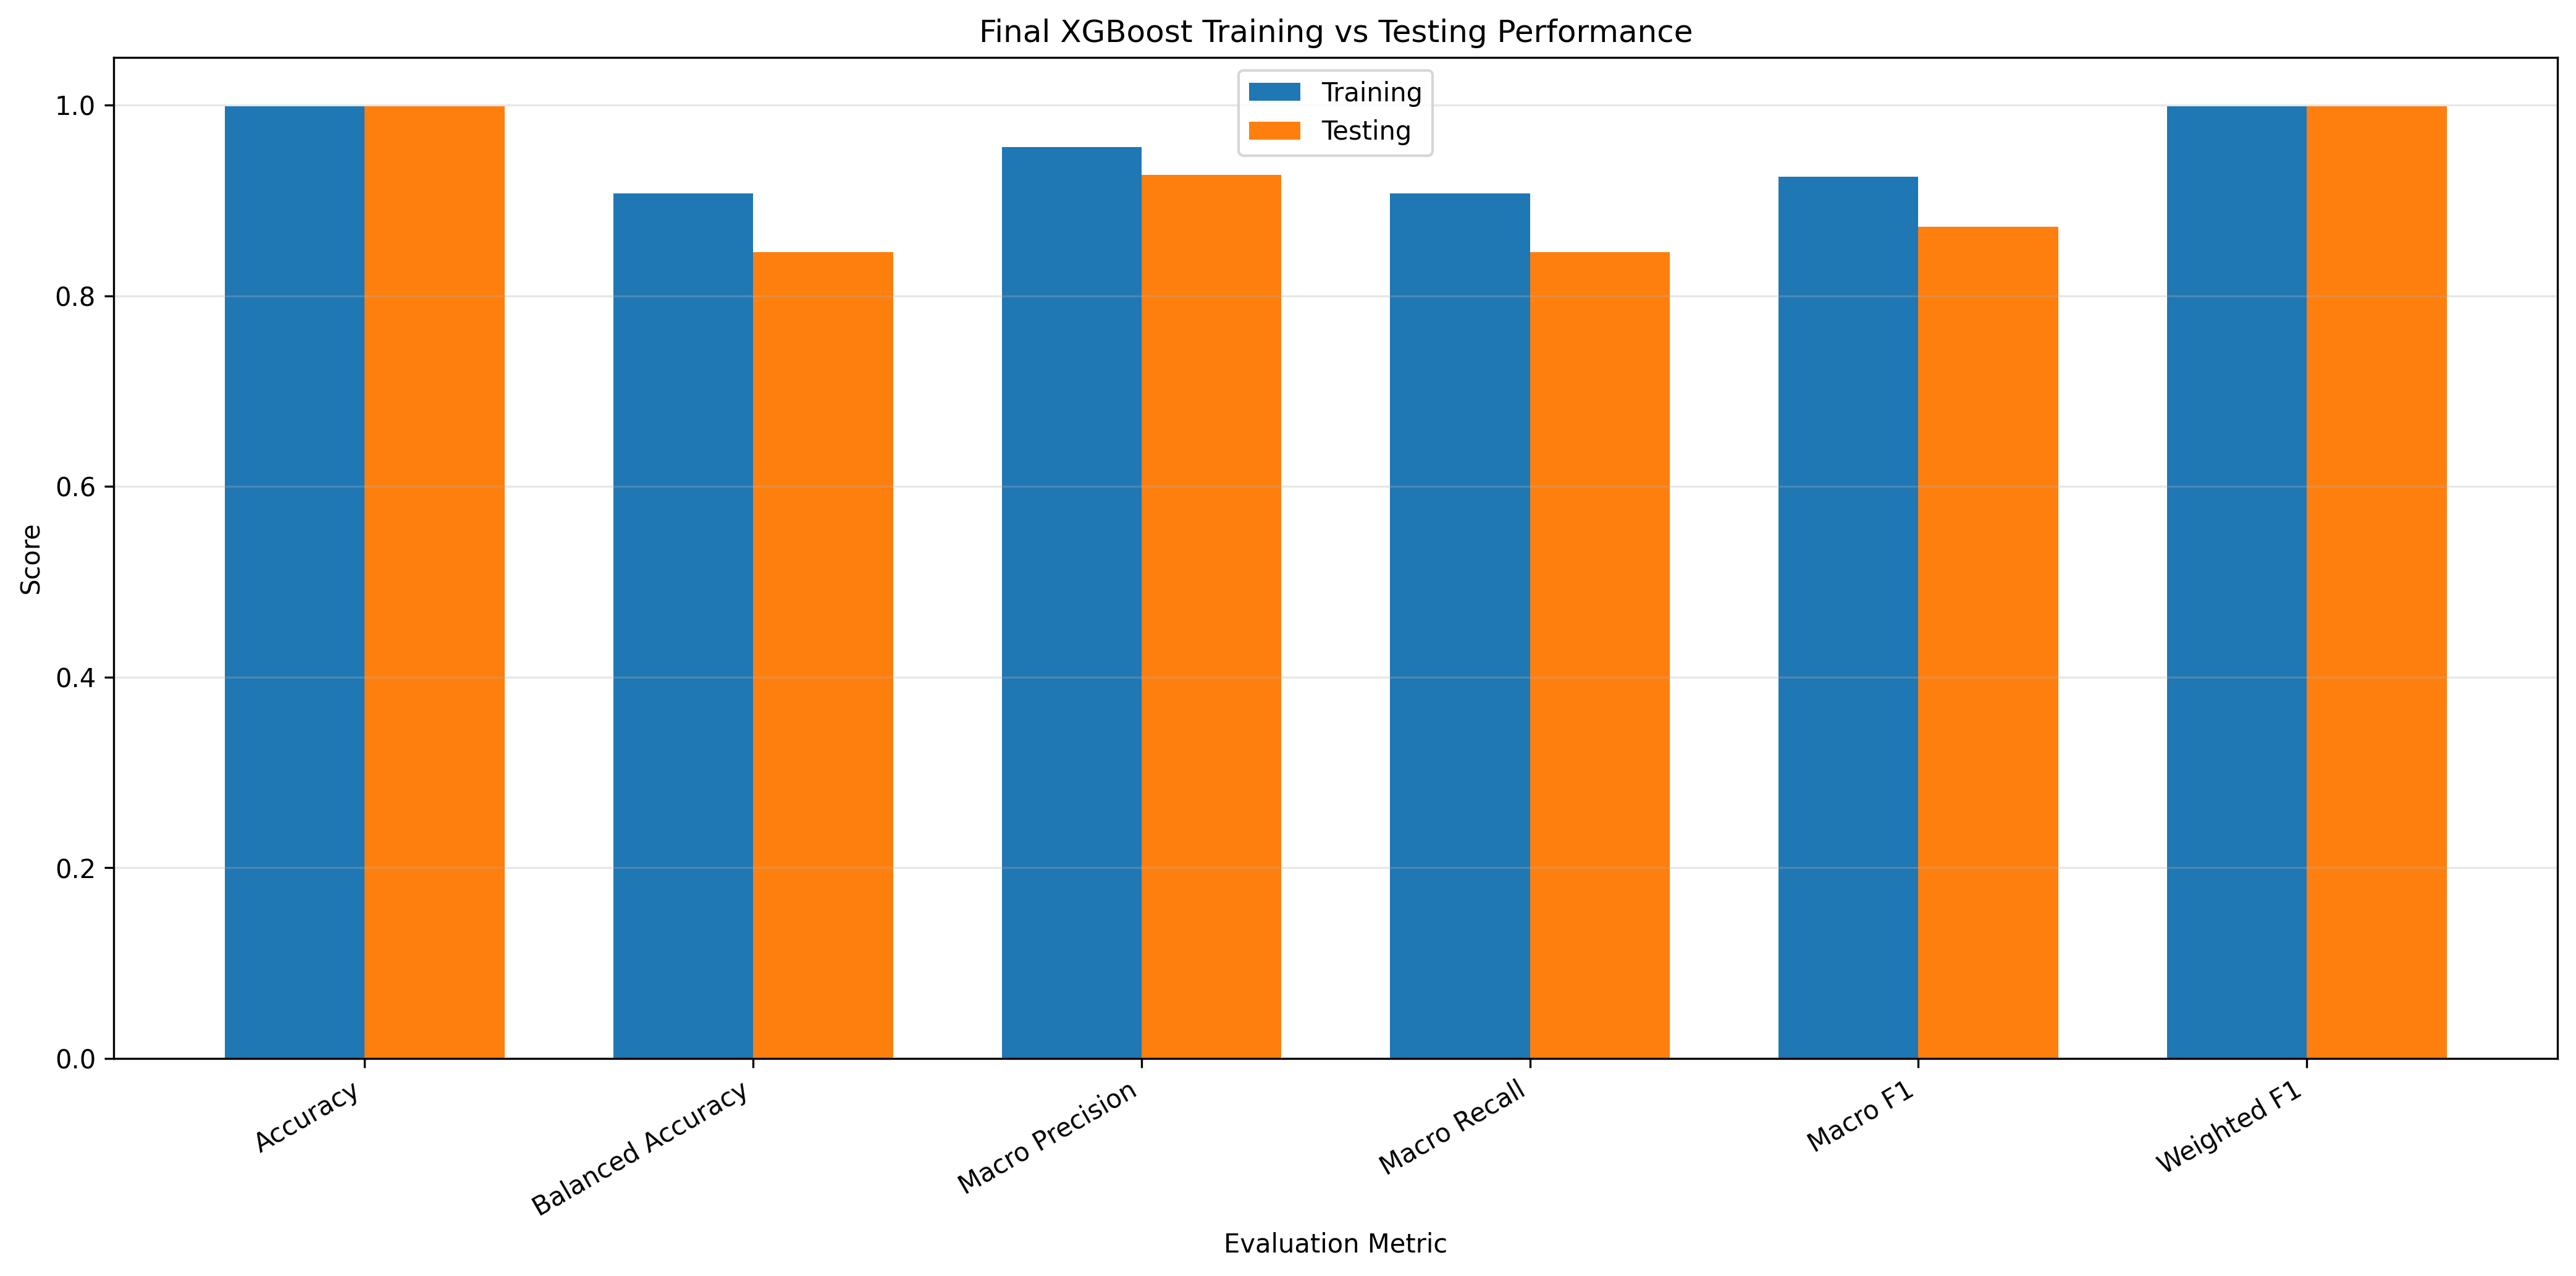 Final XGBoost Training vs Testing Performance
Training
Testing
1.0
0.8
0.6
0.4
0.2
0.0
Score
Accuracy
Balanced Accuracy
Macro Precision
Macro Recall
Macro F1
Weighted F1
Evaluation Metric